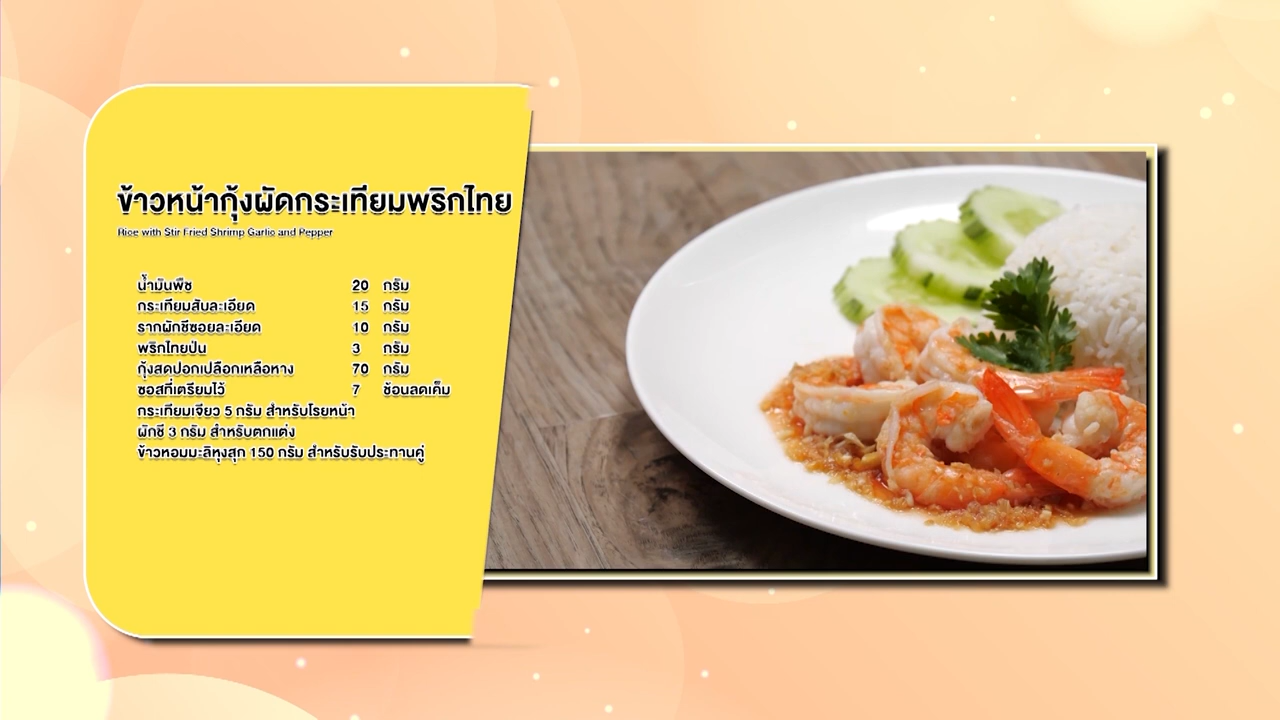 ข้าวหน้ากุ้งผัดกระเทียมพริกไทย
Rice with Stir Fried Shrimp Garlic and Pepper
น้ำมันพืช 20 กรัม
กระเทียมสับละเอียด 15 กรัม
รากผักชีซอยละเอียด 10 กรัม
พริกไทยป่น 3 กรัม
กุ้งสดปอกเปลือกเหลือหาง 70 กรัม
ซอสที่เตรียมไว้ 7 ช้อนลดเค็ม
กระเทียมเจียว 5 กรัม สำหรับโรยหน้า
ผักชี 3 กรัม สำหรับตกแต่ง
ข้าวหอมมะลิหุงสุก 150 กรัม สำหรับรับประทานคู่